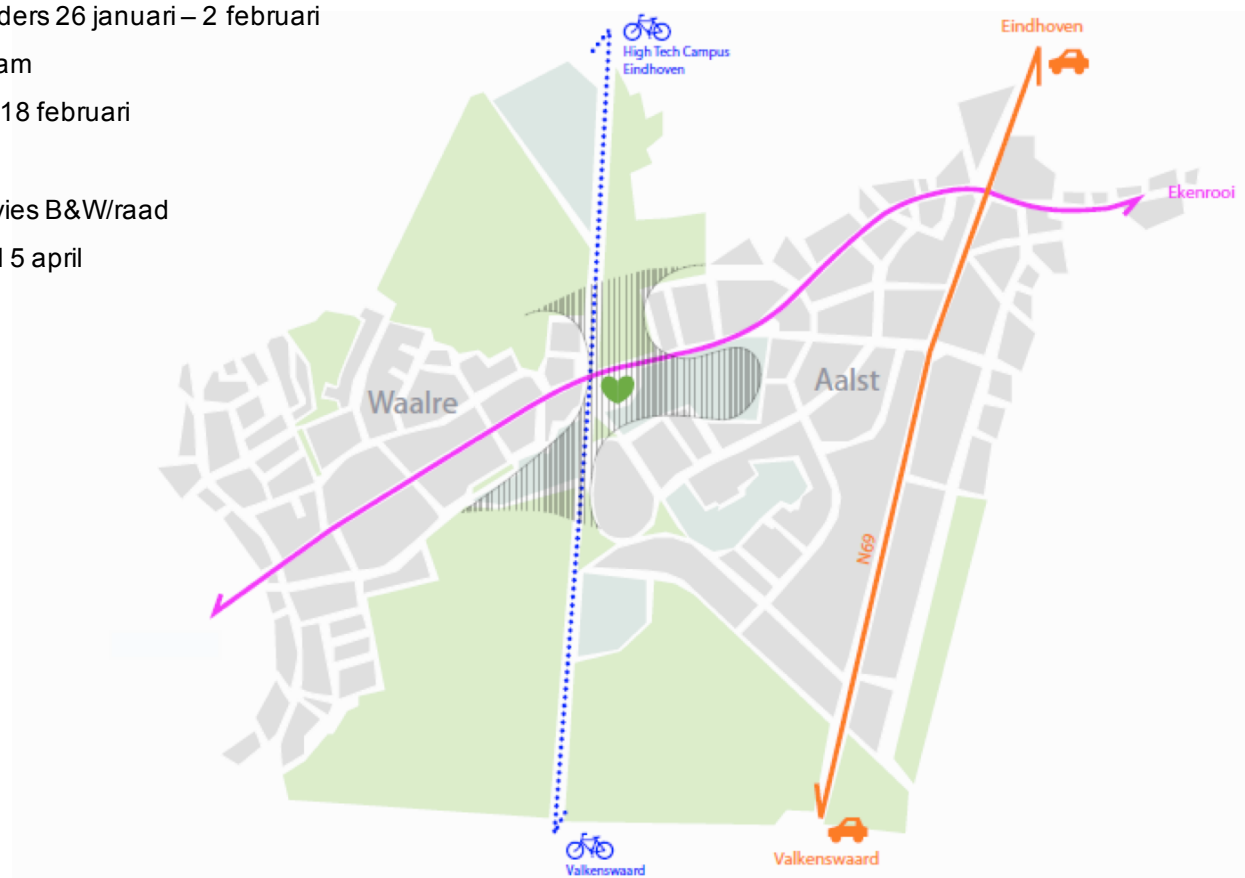 ders 26 januari – 2 februari
am
18 februari
vies B&W/raad
5 april
High Tech Campus
Eindhoven
Eindhoven
Ekenrooi
Waalre
Aalst
N69
Valkenswaard
Valkenswaard